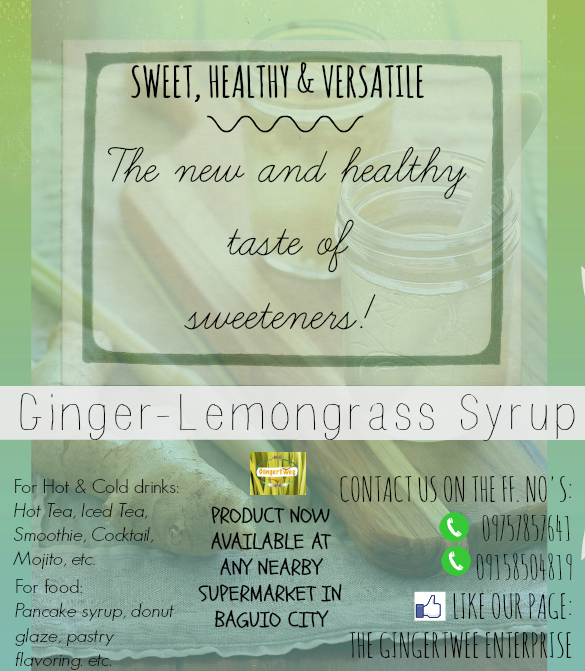 SWEET, HEALTHY & VERSATILE
The new and healthy
taste of
sweeteners!
Ginger-Lemongrass Syrup
For Hot & Cold drinks:
Hot Tea, Iced Tea,
Smoothie, Cocktail,
Mojito, etc.
For food:
Pancake syrup, donut
glaze, pastry
flavoring, etc.
GingerTwee
PRODUCT NOW
AVAILABLE AT
ANY NEARBY
SUPERMARKET IN
BAGUIO CITY
CONTACT US ON THE FF. NO'S:
09757857641
09158504819
LIKE OUR PAGE:
THE GINGERTWEE ENTERPRISE